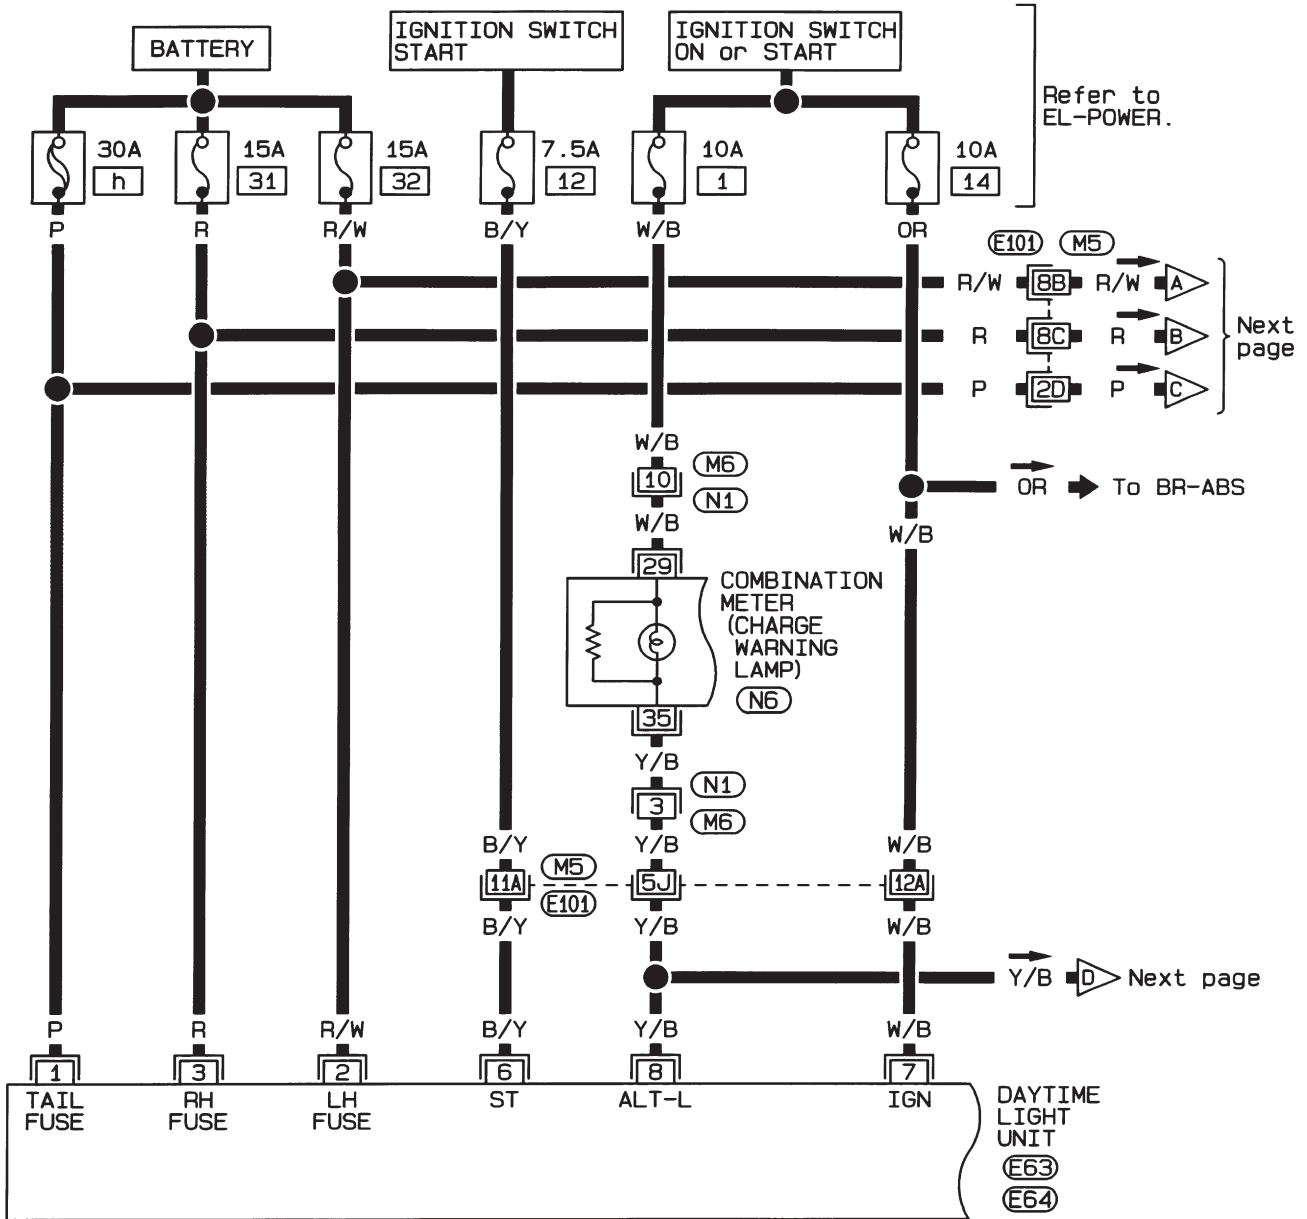 BATTERY
IGNITION SWITCH
START
IGNITION SWITCH
ON or START
Refer to
EL-POWER.
30A
h
15A
31
15A
32
7.5A
12
10A
1
10A
14
P
R
R/W
B/Y
W/B
OR
E101
M5
R/W
8B
R/W
A
R
8C
R
B
P
2D
P
C
Next
page
W/B
10
M6
N1
W/B
OR
To BR-ABS
W/B
29
COMBINATION
METER
(CHARGE
WARNING
LAMP)
N6
35
Y/B
3
N1
M6
B/Y
Y/B
W/B
11A
M5
E101
5J
12A
B/Y
Y/B
W/B
Y/B
D
Next page
P
R
R/W
B/Y
Y/B
W/B
1
3
2
6
8
7
TAIL
FUSE
RH
FUSE
LH
FUSE
ST
ALT-L
IGN
DAYTIME
LIGHT
UNIT
E63
E64